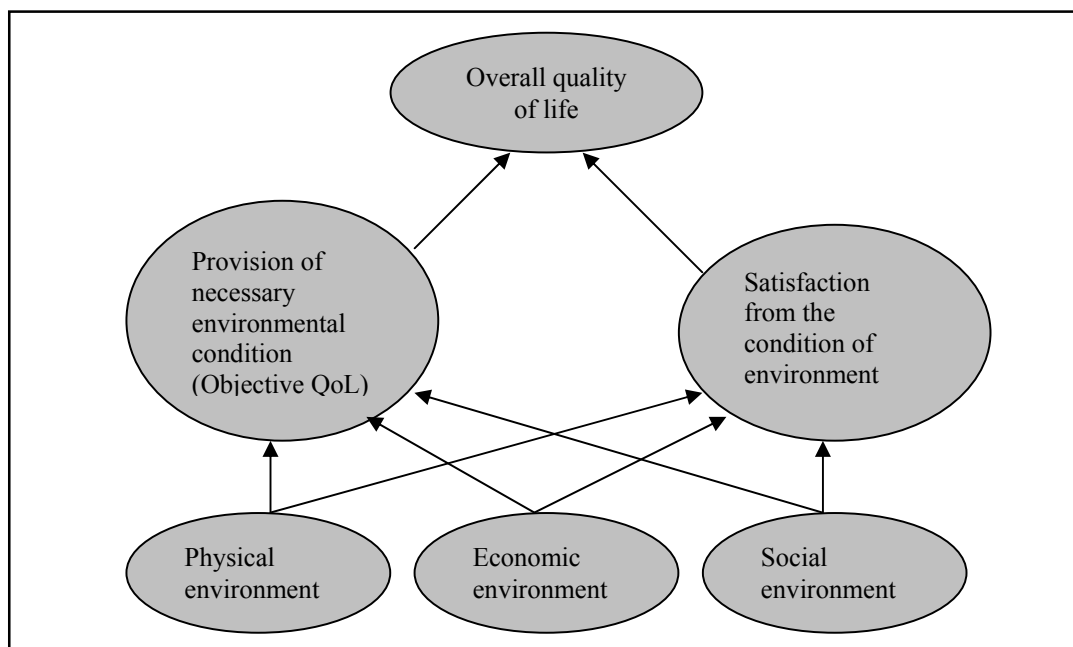 Overall quality
of life
Provision of
necessary
environmental
condition
(Objective QoL)
Satisfaction
from the
condition of
environment
Physical
environment
Economic
environment
Social
environment